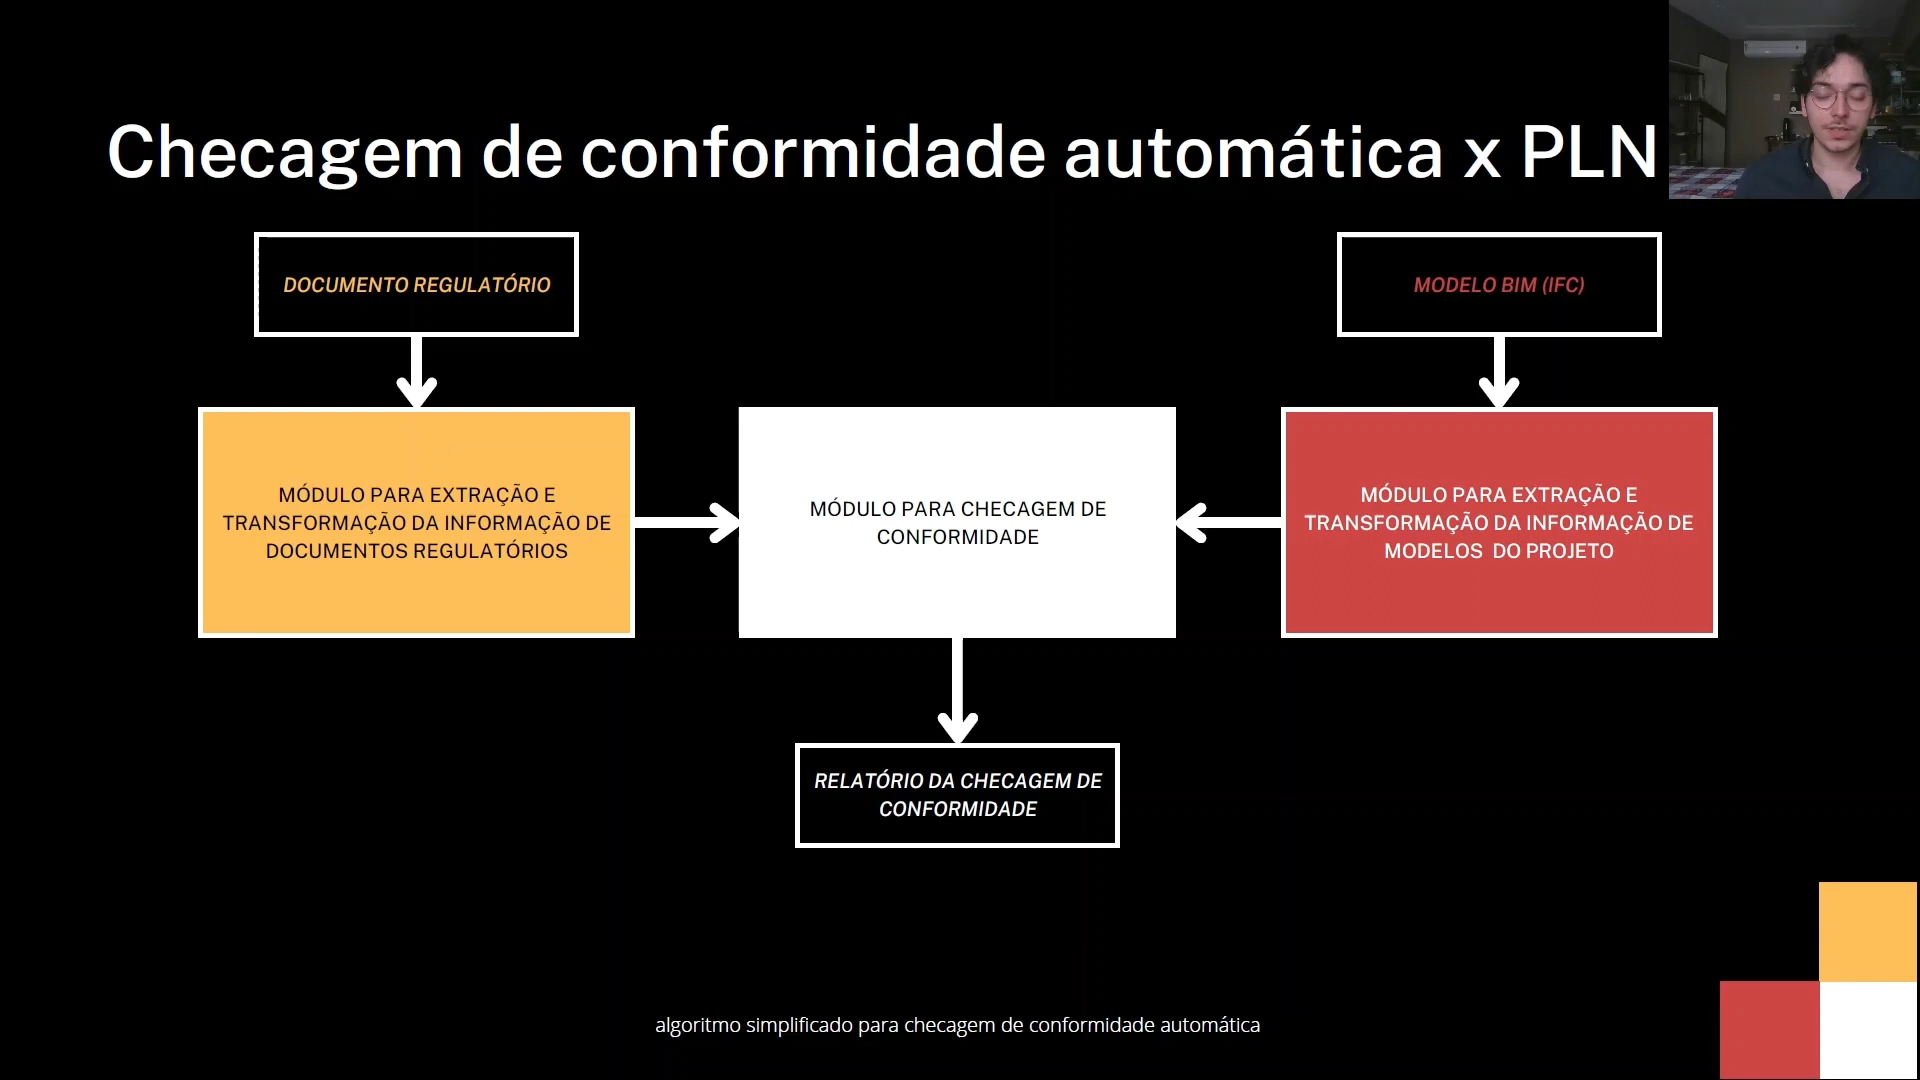 Checagem de conformidade automática x PLN
DOCUMENTO REGULATÓRIO
MODELO BIM (IFC)
MÓDULO PARA EXTRAÇÃO E
TRANSFORMAÇÃO DA INFORMAÇÃO DE
DOCUMENTOS REGULATÓRIOS
MÓDULO PARA CHECAGEM DE
CONFORMIDADE
MÓDULO PARA EXTRAÇÃO E
TRANSFORMAÇÃO DA INFORMAÇÃO DE
MODELOS DO PROJETO
RELATÓRIO DA CHECAGEM DE
CONFORMIDADE
algoritmo simplificado para checagem de conformidade automática